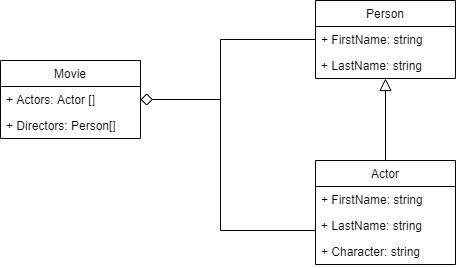 Movie
+ Actors: Actor []
+ Directors: Person[]
Person
+ FirstName: string
+ LastName: string
Actor
+ FirstName: string
+ LastName: string
+ Character: string